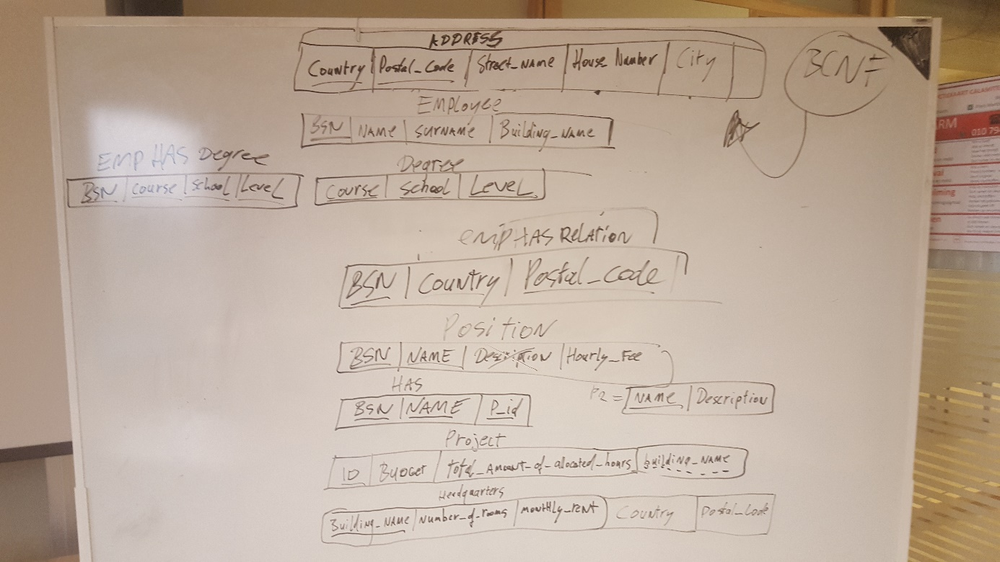 ADDRESS
Country | Postal_Code | Street_NAME | House Number | City
BCNF
EMPloyee
BSN | NAME | SURNAME | Building_NAME
EMP HAS Degree
BSN | course | school | Level
Degree
course | school | Level
emp HAS RelATion
BSN | Country | Postal_code
PosiTioN
BSN | NAME | Description | Hourly_Fee
HAS
BSN | NAME | P_id
P2 = NAME | Description
Project
ID | BUDGET | total_Amount_of_allocated_hours | building_NAME
Headquarters
Building_NAME | Number_of_rooms | Monthly_rent | Country | Postal_Code
ARM
010 79